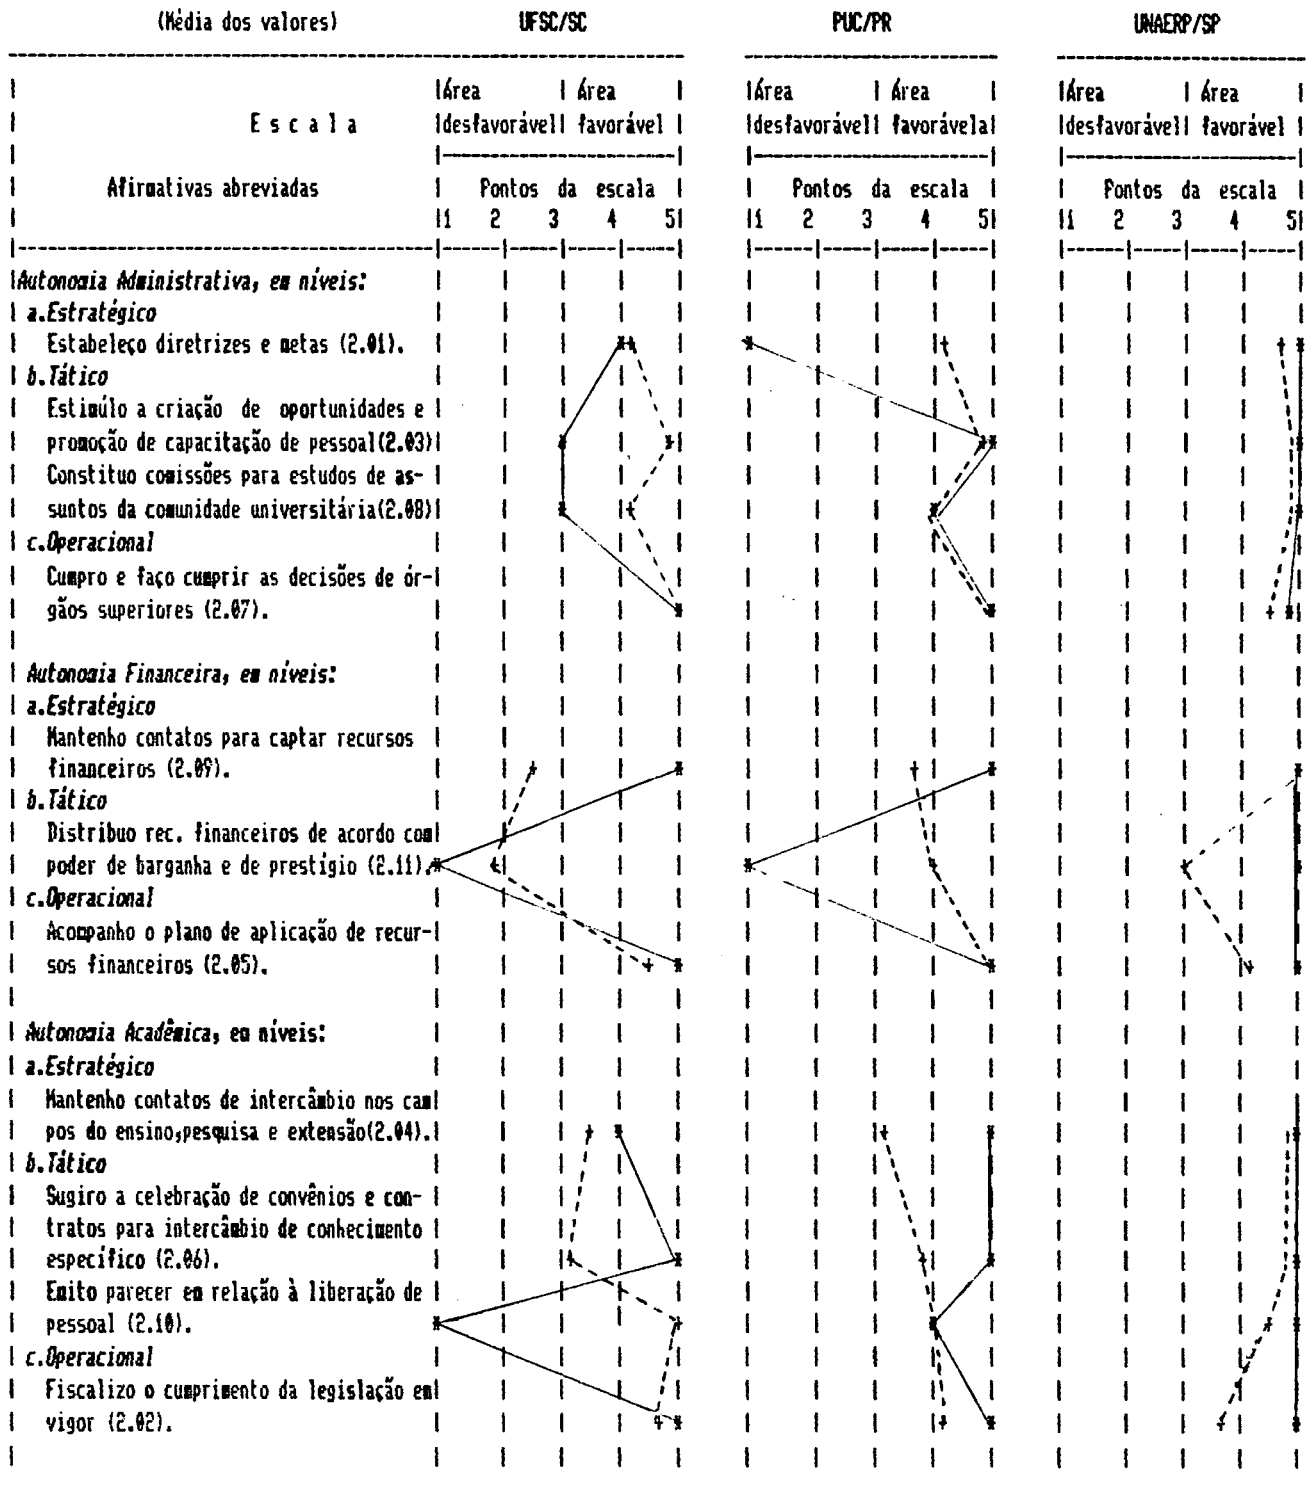 (Média dos valores) UFSC/SC PUC/PR UNAERP/SP
Área Área Área Área Área Área
E s c a l a desfavorável favorável desfavorável favorávela desfavorável favorável
Afirmativas abreviadas Pontos da escala Pontos da escala Pontos da escala
1 2 3 4 5 1 2 3 4 5 1 2 3 4 5
Autonomia Administrativa, em níveis:
a.Estratégico
Estabeleço diretrizes e metas (2.01).
b.Tático
Estimúlo a criação de oportunidades e
promoção de capacitação de pessoal(2.03)
Constituo comissões para estudos de as-
suntos da comunidade universitária(2.08)
c.Operacional
Cumpro e faço cumprir as decisões de ór-
gãos superiores (2.07).
Autonomia Financeira, em níveis:
a.Estratégico
Mantenho contatos para captar recursos
financeiros (2.09).
b.Tático
Distribuo rec. financeiros de acordo com
poder de barganha e de prestígio (2.11).
c.Operacional
Acompanho o plano de aplicação de recur-
sos financeiros (2.05).
Autonomia Acadêmica, em níveis:
a.Estratégico
Mantenho contatos de intercâmbio nos cam
pos do ensino,pesquisa e extensão(2.04).
b.Tático
Sugiro a celebração de convênios e con-
tratos para intercâmbio de conhecimento
específico (2.06).
Emito parecer em relação à liberação de
pessoal (2.10).
c.Operacional
Fiscalizo o cumprimento da legislação em
vigor (2.02).